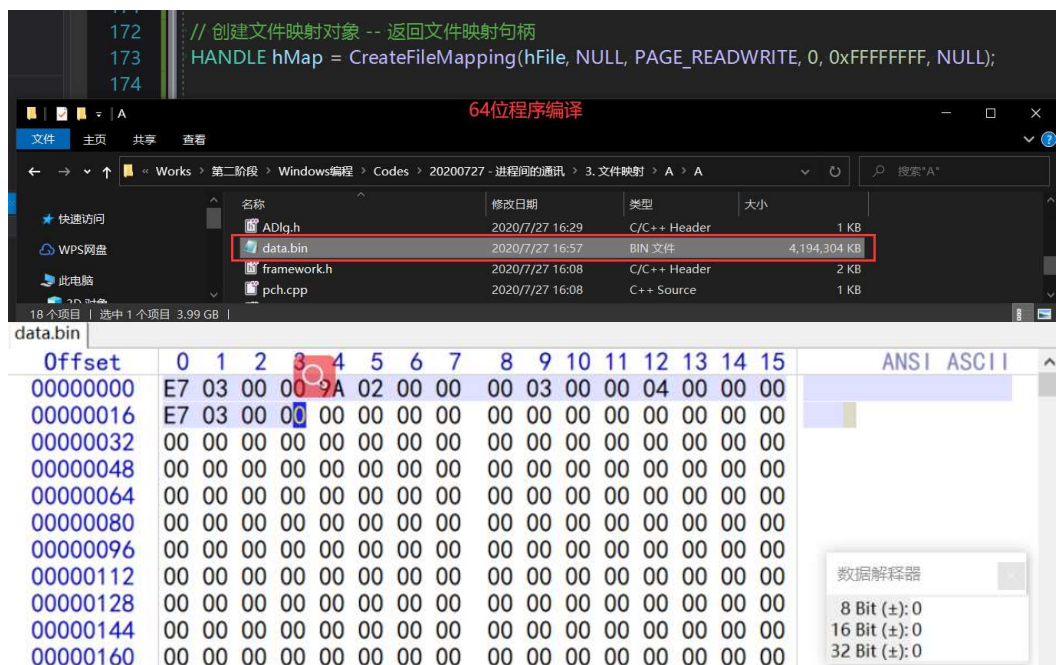 172 // 创建文件映射对象 -- 返回文件映射句柄
173 HANDLE hMap = CreateFileMapping(hFile, NULL, PAGE_READWRITE, 0, 0xFFFFFFFF, NULL);
174
A 64位程序编译
文件 主页 共享 查看
« Works › 第二阶段 › Windows编程 › Codes › 20200727 - 进程间的通讯 › 3. 文件映射 › A › A 搜索"A"
名称 修改日期 类型 大小
快速访问 ADlg.h 2020/7/27 16:29 C/C++ Header 1 KB
WPS网盘 data.bin 2020/7/27 16:57 BIN 文件 4,194,304 KB
此电脑 framework.h 2020/7/27 16:08 C/C++ Header 2 KB
pch.cpp 2020/7/27 16:08 C++ Source 1 KB
18 个项目 | 选中 1 个项目 3.99 GB |
data.bin
Offset 0 1 2 3 4 5 6 7 8 9 10 11 12 13 14 15 ANSI ASCII
00000000 E7 03 00 00 9A 02 00 00 00 03 00 00 04 00 00 00
00000016 E7 03 00 00 00 00 00 00 00 00 00 00 00 00 00 00
00000032 00 00 00 00 00 00 00 00 00 00 00 00 00 00 00 00
00000048 00 00 00 00 00 00 00 00 00 00 00 00 00 00 00 00
00000064 00 00 00 00 00 00 00 00 00 00 00 00 00 00 00 00
00000080 00 00 00 00 00 00 00 00 00 00 00 00 00 00 00 00
00000096 00 00 00 00 00 00 00 00 00 00 00 00 00 00 00 00
00000112 00 00 00 00 00 00 00 00 00 00 00 00 00 00 00 00 数据解释器
00000128 00 00 00 00 00 00 00 00 00 00 00 00 00 00 00 00 8 Bit (±): 0
00000144 00 00 00 00 00 00 00 00 00 00 00 00 00 00 00 00 16 Bit (±): 0
00000160 00 00 00 00 00 00 00 00 00 00 00 00 00 00 00 00 32 Bit (±): 0